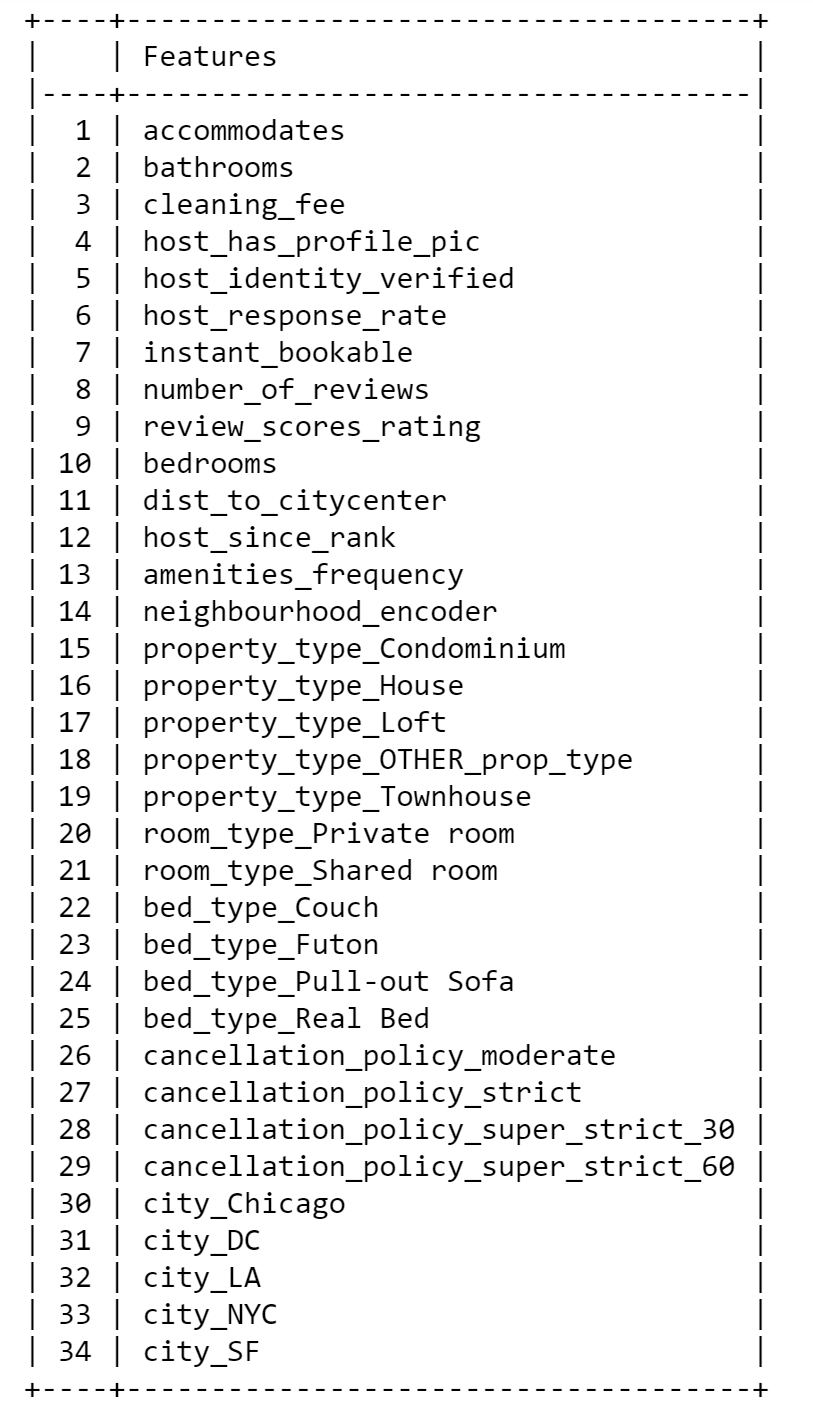 +----+-------------------------------------+
|    | Features                            |
|----+-------------------------------------|
|  1 | accommodates                        |
|  2 | bathrooms                           |
|  3 | cleaning_fee                        |
|  4 | host_has_profile_pic                |
|  5 | host_identity_verified              |
|  6 | host_response_rate                  |
|  7 | instant_bookable                    |
|  8 | number_of_reviews                   |
|  9 | review_scores_rating                |
| 10 | bedrooms                            |
| 11 | dist_to_citycenter                  |
| 12 | host_since_rank                     |
| 13 | amenities_frequency                 |
| 14 | neighbourhood_encoder               |
| 15 | property_type_Condominium           |
| 16 | property_type_House                 |
| 17 | property_type_Loft                  |
| 18 | property_type_OTHER_prop_type       |
| 19 | property_type_Townhouse             |
| 20 | room_type_Private room              |
| 21 | room_type_Shared room               |
| 22 | bed_type_Couch                      |
| 23 | bed_type_Futon                      |
| 24 | bed_type_Pull-out Sofa              |
| 25 | bed_type_Real Bed                   |
| 26 | cancellation_policy_moderate        |
| 27 | cancellation_policy_strict          |
| 28 | cancellation_policy_super_strict_30 |
| 29 | cancellation_policy_super_strict_60 |
| 30 | city_Chicago                        |
| 31 | city_DC                             |
| 32 | city_LA                             |
| 33 | city_NYC                            |
| 34 | city_SF                             |
+----+-------------------------------------+